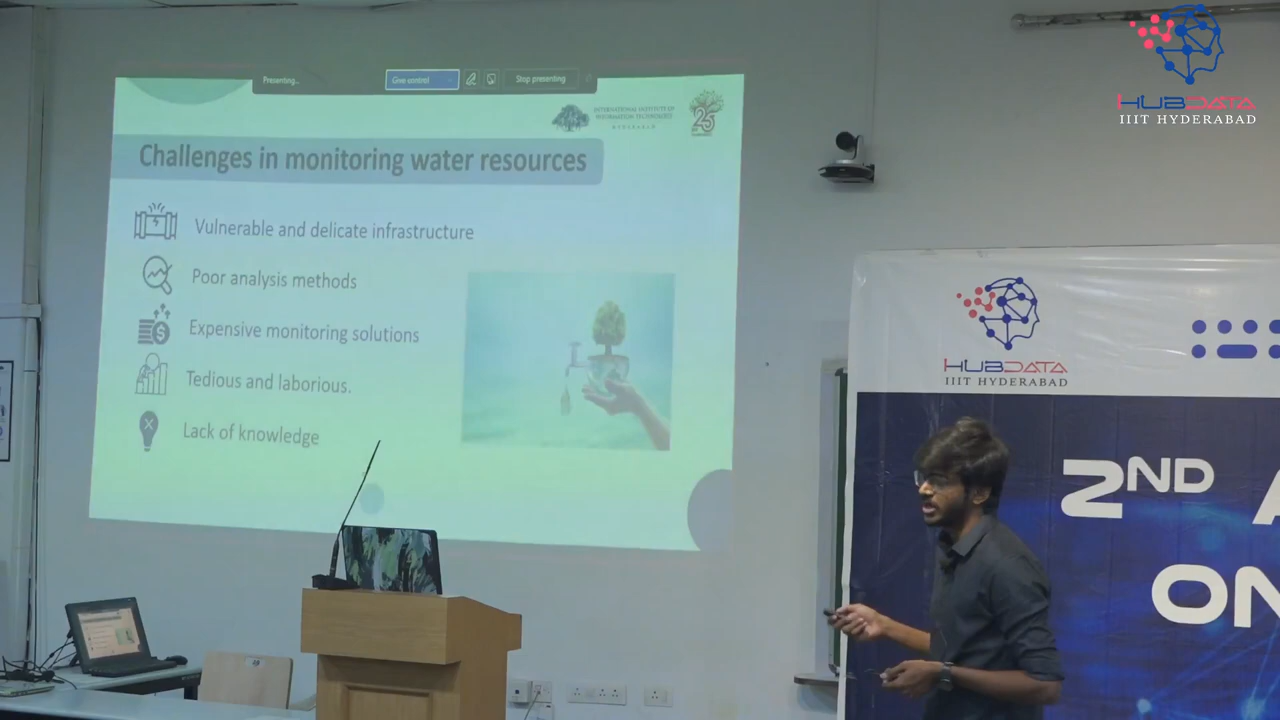 Presenting...
Give control
Stop presenting
INTERNATIONAL INSTITUTE OF
INFORMATION TECHNOLOGY
HYDERABAD
25
Challenges in monitoring water resources
Vulnerable and delicate infrastructure
Poor analysis methods
Expensive monitoring solutions
Tedious and laborious.
Lack of knowledge
HUBDATA
IIIT HYDERABAD
HUBDATA
IIIT HYDERABAD
2ND A
ON